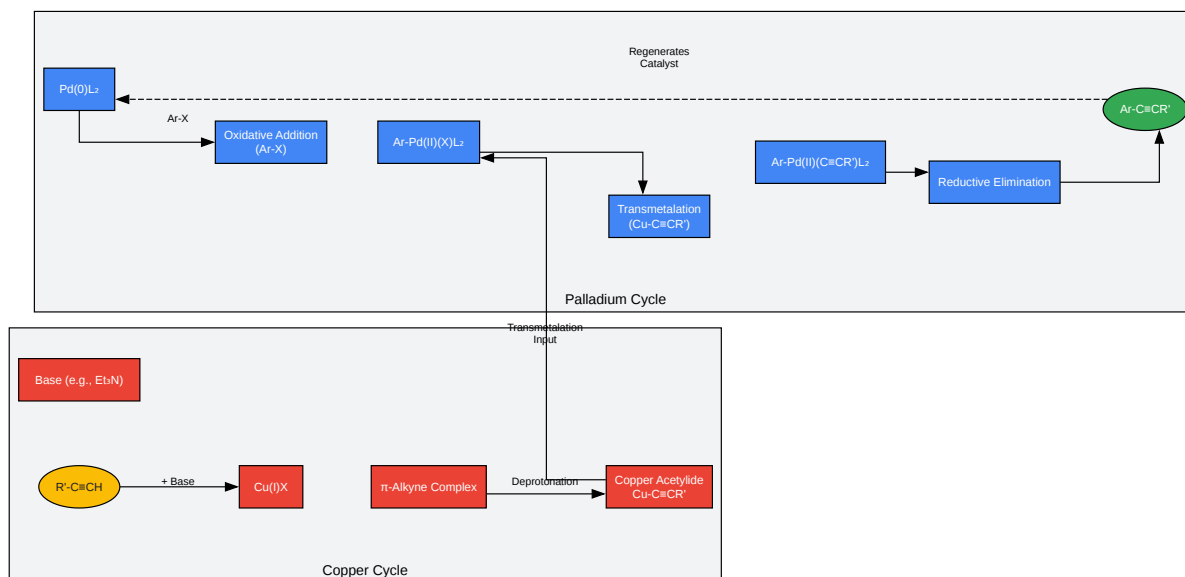 Regenerates
Catalyst
Pd(0)L₂
Ar-C≡CR'
Ar-X
Oxidative Addition
(Ar-X)
Ar-Pd(II)(X)L₂
Ar-Pd(II)(C≡CR')L₂
Reductive Elimination
Transmetalation
(Cu-C≡CR')
Palladium Cycle
Transmetalation
Input
Base (e.g., Et₃N)
R'-C≡CH
+ Base
Cu(I)X
π-Alkyne Complex
Deprotonation
Copper Acetylide
Cu-C≡CR'
Copper Cycle